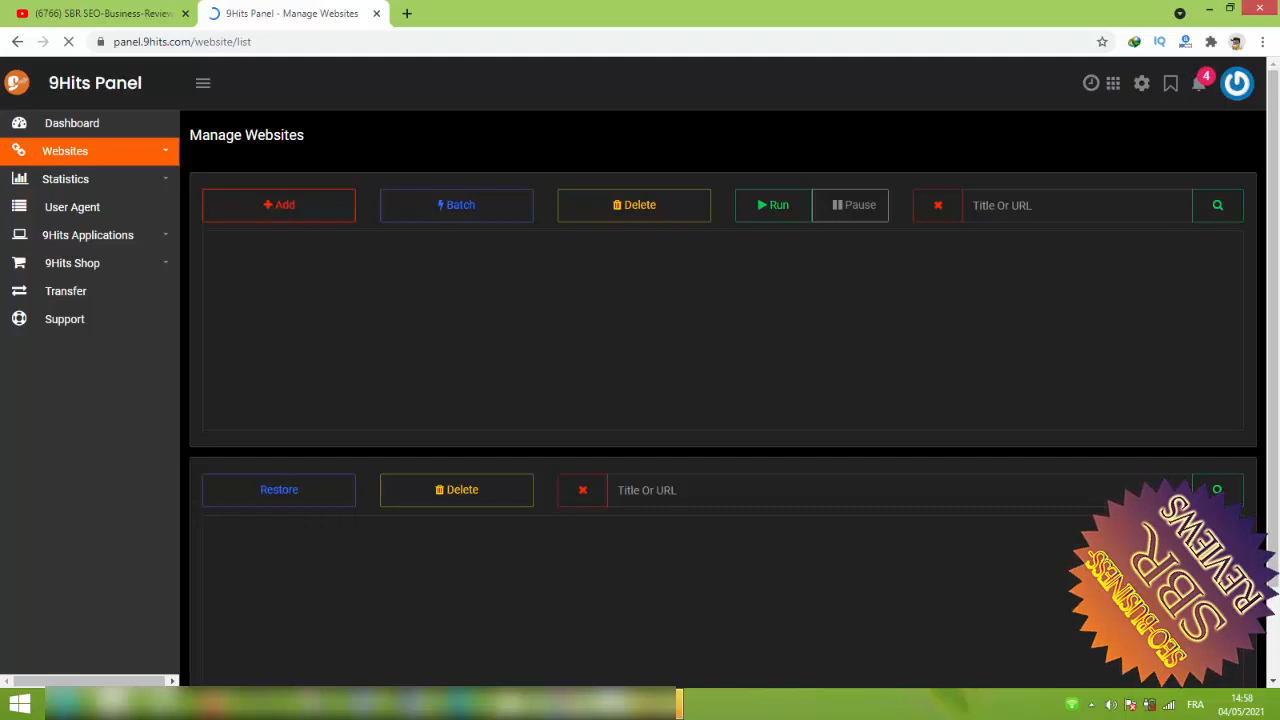 (6766) SBR SEO-Business-Review
9Hits Panel - Manage Websites
panel.9hits.com/website/list
9Hits Panel
4
Dashboard
Websites
Statistics
User Agent
9Hits Applications
9Hits Shop
Transfer
Support
Manage Websites
Add
Batch
Delete
Run
Pause
Title Or URL
Restore
Delete
Title Or URL
SEO-BUSINESS-
SBR
REVIEWS
FRA
14:58
04/05/2021